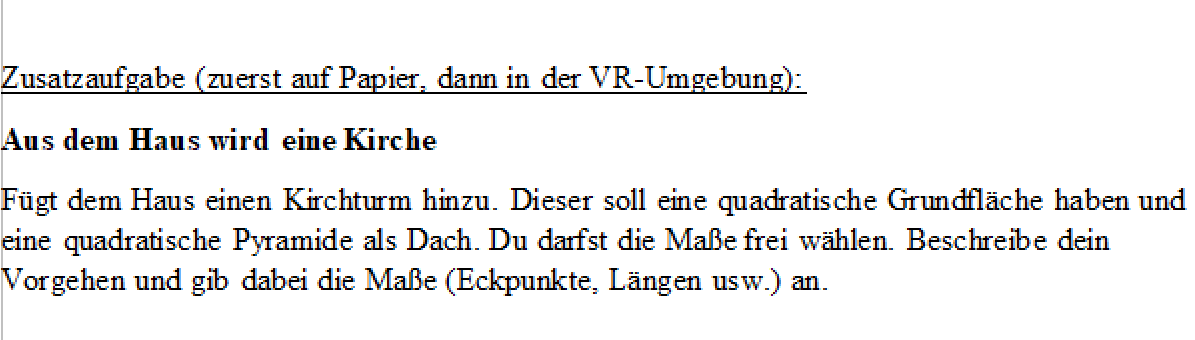 Zusatzaufgabe (zuerst auf Papier, dann in der VR-Umgebung):
Aus dem Haus wird eine Kirche
Fügt dem Haus einen Kirchturm hinzu. Dieser soll eine quadratische Grundfläche haben und
eine quadratische Pyramide als Dach. Du darfst die Maße frei wählen. Beschreibe dein
Vorgehen und gib dabei die Maße (Eckpunkte, Längen usw.) an.